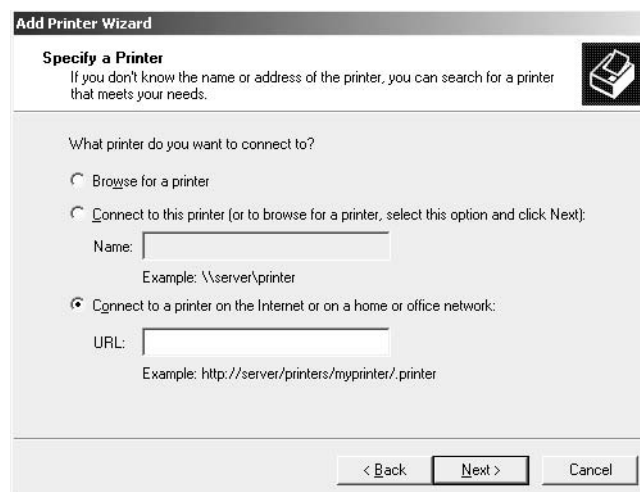 Add Printer Wizard
Specify a Printer
If you don't know the name or address of the printer, you can search for a printer
that meets your needs.
What printer do you want to connect to?
Browse for a printer
Connect to this printer (or to browse for a printer, select this option and click Next):
Name:
Example: \\server\printer
Connect to a printer on the Internet or on a home or office network:
URL:
Example: http://server/printers/myprinter/.printer
< Back Next > Cancel